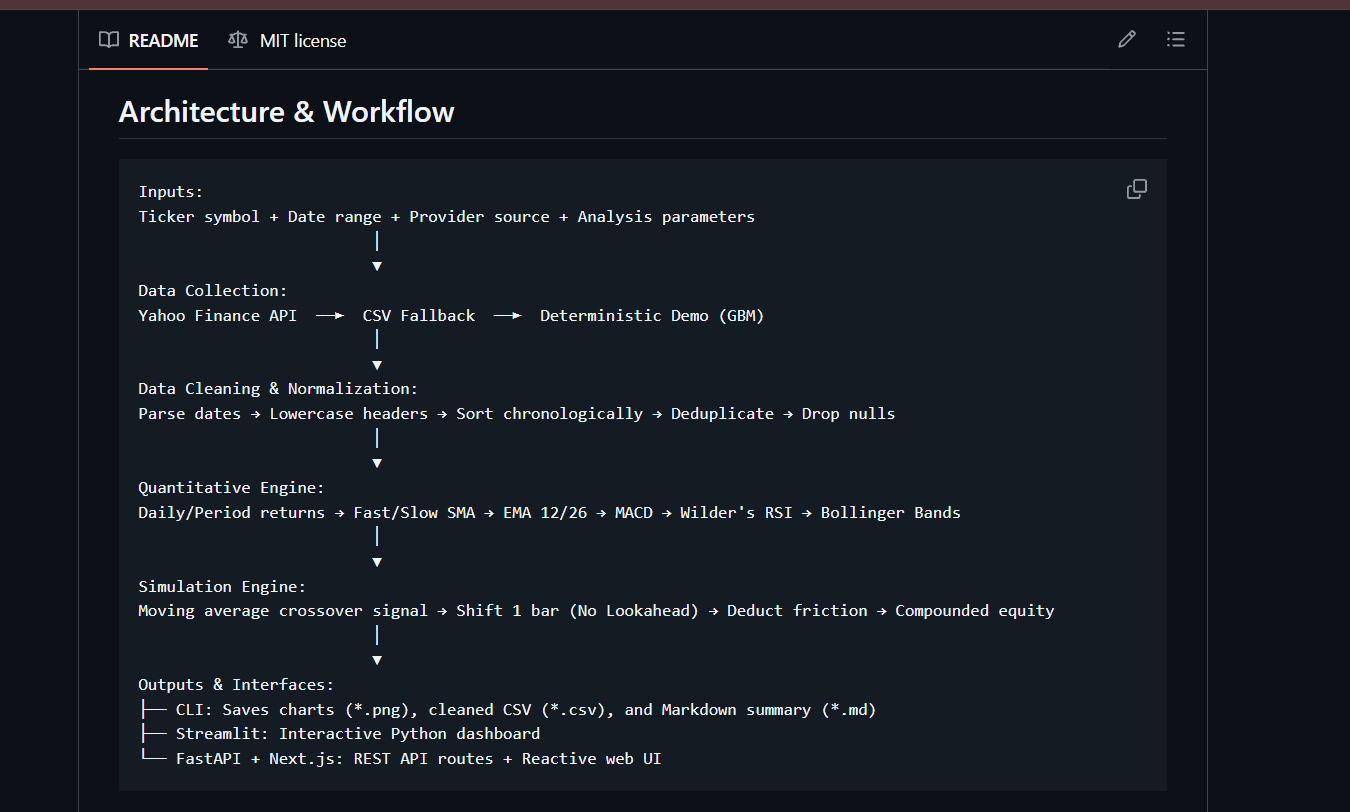 README MIT license
Architecture & Workflow
Inputs:
Ticker symbol + Date range + Provider source + Analysis parameters
│
▼
Data Collection:
Yahoo Finance API ──► CSV Fallback ──► Deterministic Demo (GBM)
│
▼
Data Cleaning & Normalization:
Parse dates → Lowercase headers → Sort chronologically → Deduplicate → Drop nulls
│
▼
Quantitative Engine:
Daily/Period returns → Fast/Slow SMA → EMA 12/26 → MACD → Wilder's RSI → Bollinger Bands
│
▼
Simulation Engine:
Moving average crossover signal → Shift 1 bar (No Lookahead) → Deduct friction → Compounded equity
│
▼
Outputs & Interfaces:
├── CLI: Saves charts (*.png), cleaned CSV (*.csv), and Markdown summary (*.md)
├── Streamlit: Interactive Python dashboard
└── FastAPI + Next.js: REST API routes + Reactive web UI